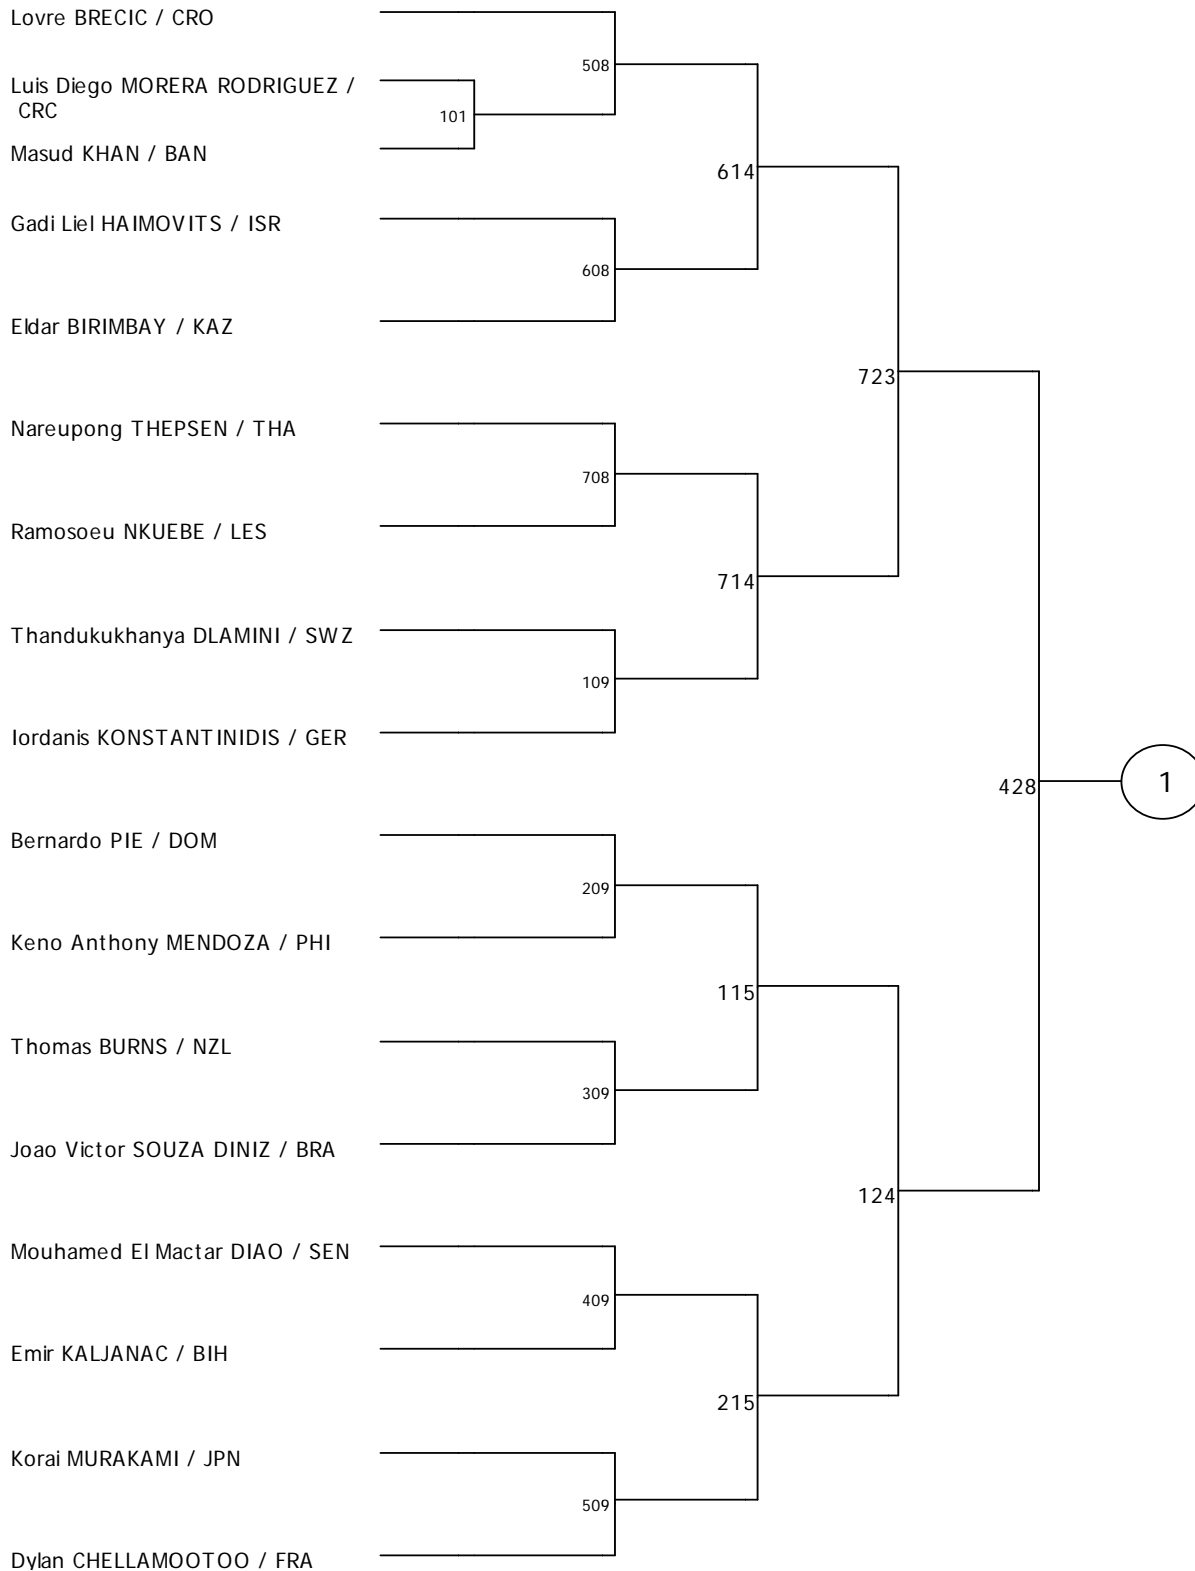 Lovre BRECIC / CRO
508
Luis Diego MORERA RODRIGUEZ /
CRC
101
Masud KHAN / BAN
614
Gadi Liel HAIMOVITS / ISR
608
Eldar BIRIMBAY / KAZ
723
Nareupong THEPSEN / THA
708
Ramosoeu NKUEBE / LES
714
Thandukukhanya DLAMINI / SWZ
109
Iordanis KONSTANTINIDIS / GER
428
1
Bernardo PIE / DOM
209
Keno Anthony MENDOZA / PHI
115
Thomas BURNS / NZL
309
Joao Victor SOUZA DINIZ / BRA
124
Mouhamed El Mactar DIAO / SEN
409
Emir KALJANAC / BIH
215
Korai MURAKAMI / JPN
509
Dylan CHELLAMOOTOO / FRA